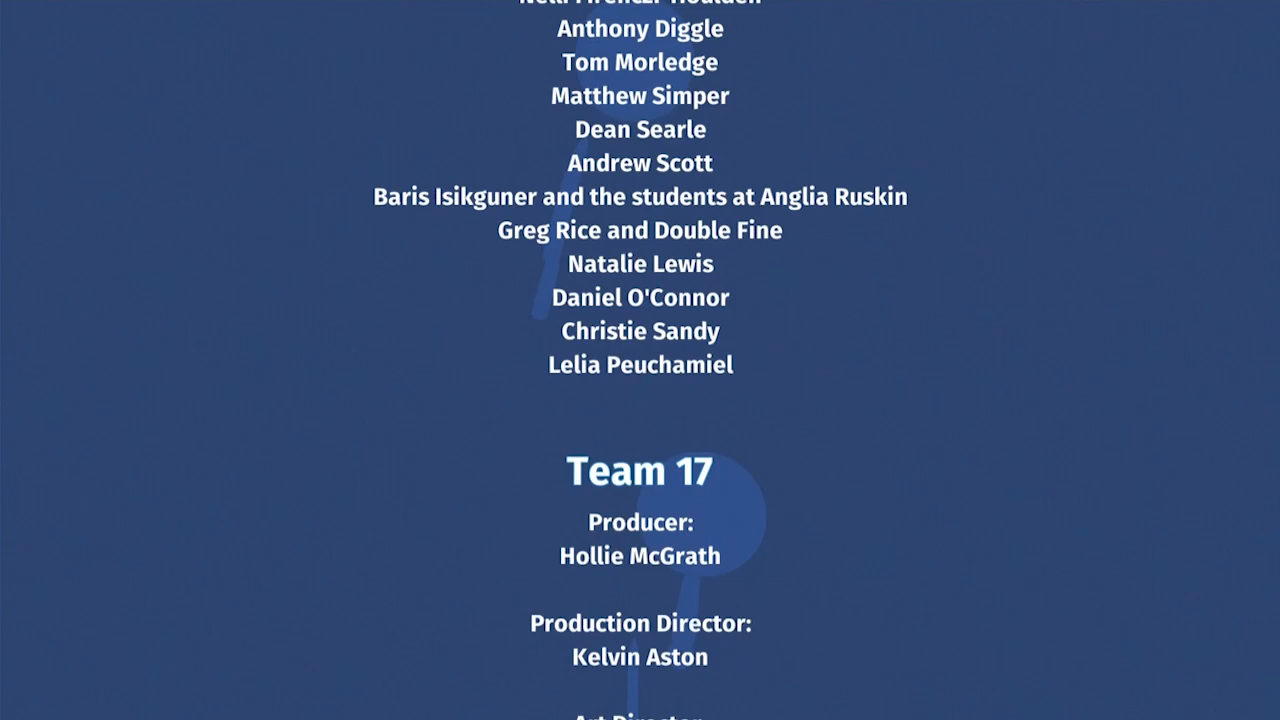 Anthony Diggle
Tom Morledge
Matthew Simper
Dean Searle
Andrew Scott
Baris Isikguner and the students at Anglia Ruskin
Greg Rice and Double Fine
Natalie Lewis
Daniel O'Connor
Christie Sandy
Lelia Peuchamiel
Team 17
Producer:
Hollie McGrath
Production Director:
Kelvin Aston
Art Director